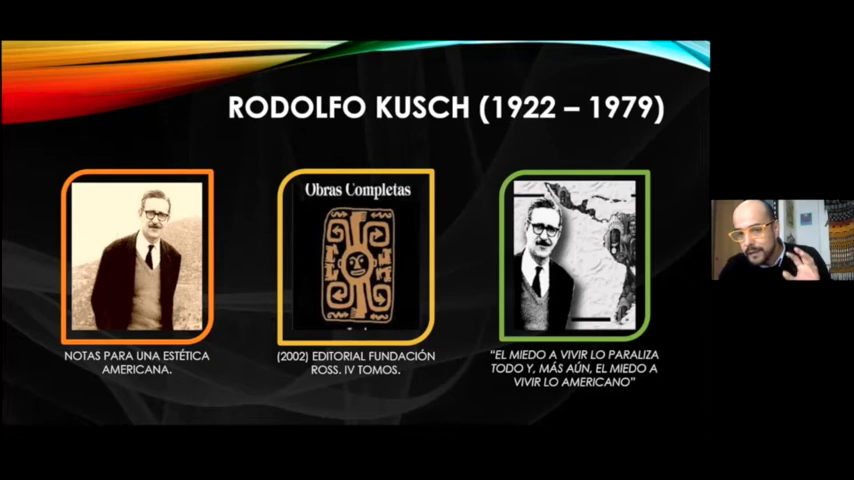 RODOLFO KUSCH (1922 – 1979)
Obras Completas
NOTAS PARA UNA ESTÉTICA
AMERICANA.
(2002) EDITORIAL FUNDACIÓN
ROSS. IV TOMOS.
"EL MIEDO A VIVIR LO PARALIZA
TODO Y, MÁS AÚN, EL MIEDO A
VIVIR LO AMERICANO"